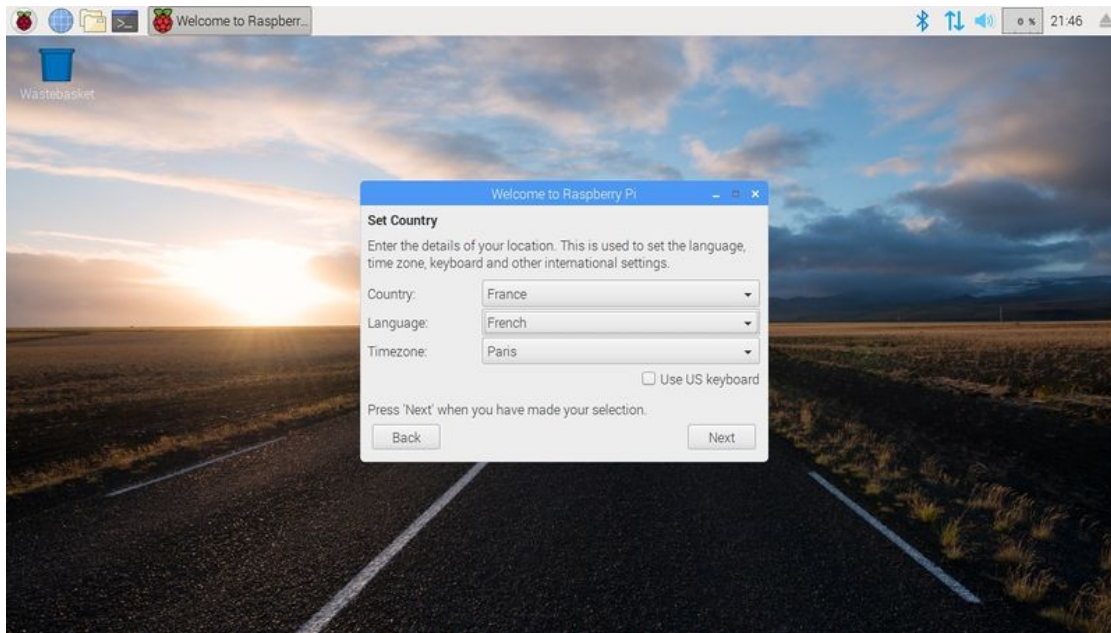 Welcome to Raspberr...
0 %
21:46
Wastebasket
Welcome to Raspberry Pi
Set Country
Enter the details of your location. This is used to set the language,
time zone, keyboard and other international settings.
Country: France
Language: French
Timezone: Paris
Use US keyboard
Press 'Next' when you have made your selection.
Back Next